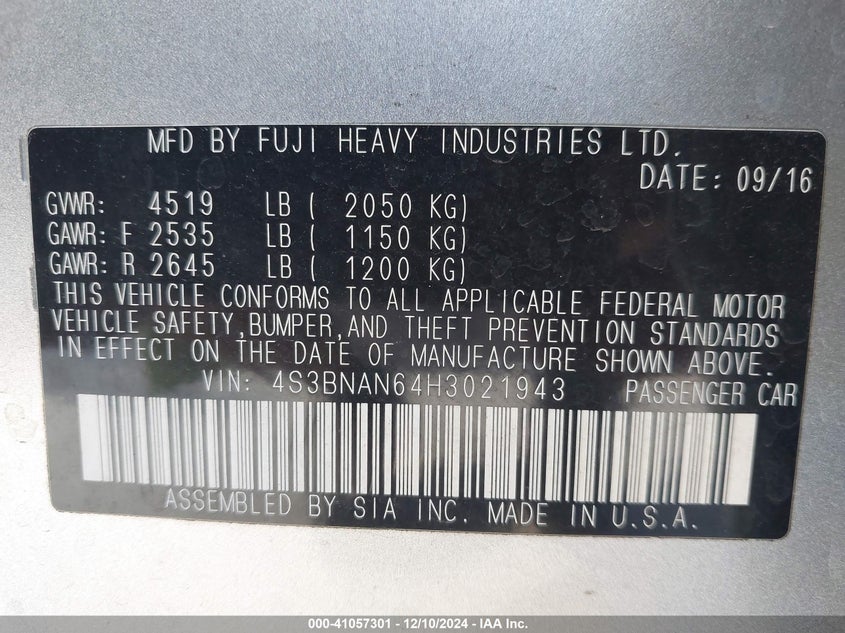 MFD BY FUJI HEAVY INDUSTRIES LTD.
DATE: 09/16
GVWR: 4519 LB ( 2050 KG)
GAWR: F 2535 LB ( 1150 KG)
GAWR: R 2645 LB ( 1200 KG)
THIS VEHICLE CONFORMS TO ALL APPLICABLE FEDERAL MOTOR
VEHICLE SAFETY,BUMPER,AND THEFT PREVENTION STANDARDS
IN EFFECT ON THE DATE OF MANUFACTURE SHOWN ABOVE.
VIN: 4S3BNAN64H3021943 PASSENGER CAR
ASSEMBLED BY SIA INC. MADE IN U.S.A.
000-41057301 - 12/10/2024 - IAA Inc.